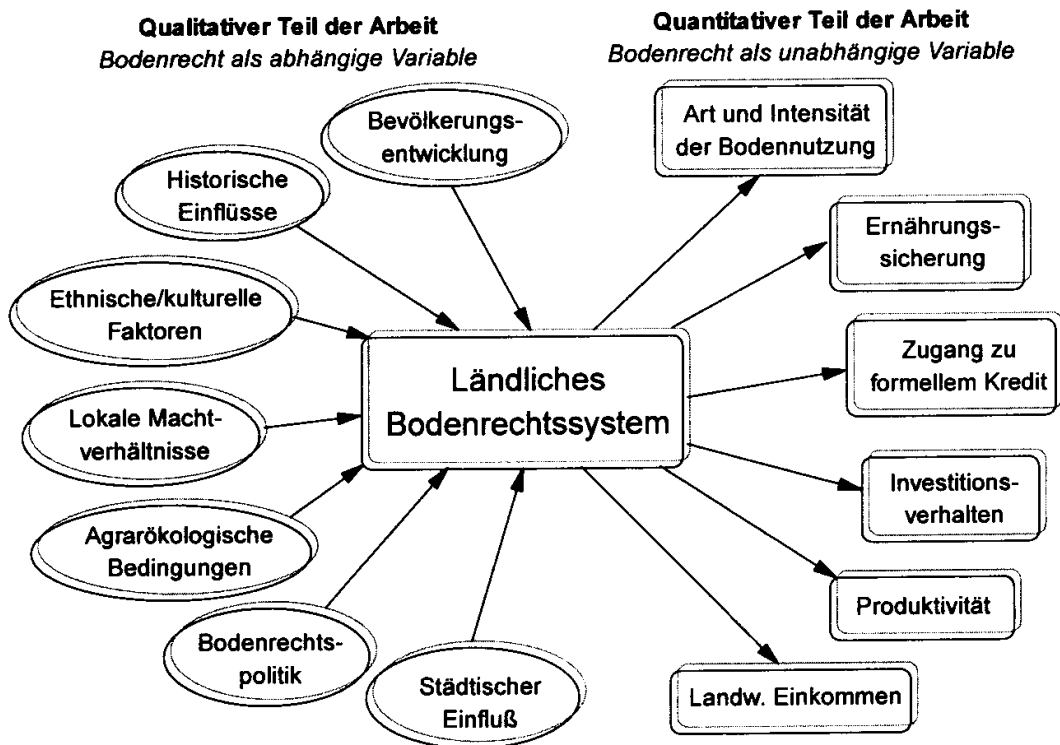 Qualitativer Teil der Arbeit
Bodenrecht als abhängige Variable
Quantitativer Teil der Arbeit
Bodenrecht als unabhängige Variable
Bevölkerungs-
entwicklung
Historische
Einflüsse
Ethnische/kulturelle
Faktoren
Lokale Macht-
verhältnisse
Agrarökologische
Bedingungen
Bodenrechts-
politik
Städtischer
Einfluß
Ländliches
Bodenrechtssystem
Art und Intensität
der Bodennutzung
Ernährungs-
sicherung
Zugang zu
formellem Kredit
Investitions-
verhalten
Produktivität
Landw. Einkommen